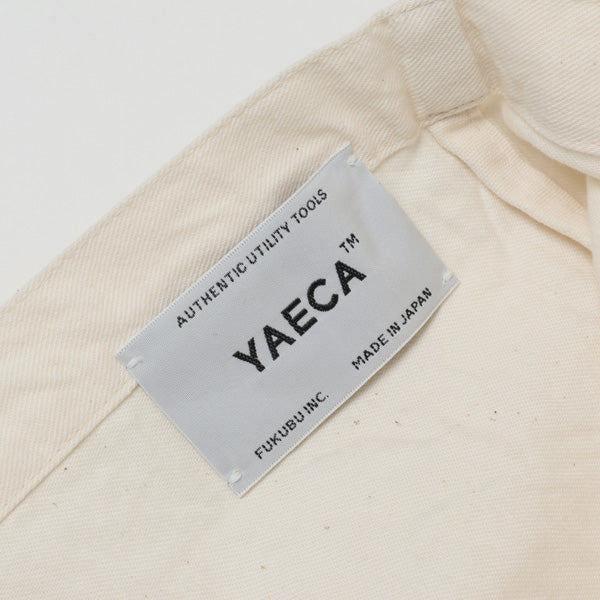 AUTHENTIC UTILITY TOOLS
YAECA™
FUKUBU INC.
MADE IN JAPAN